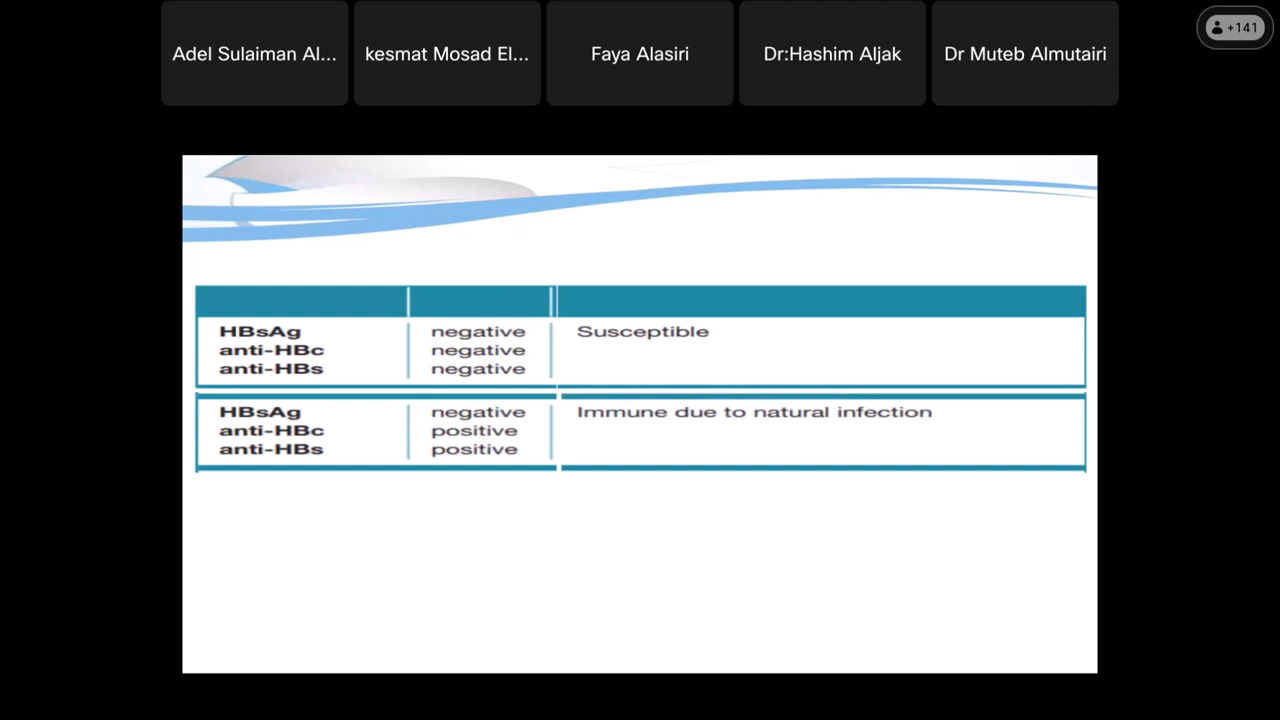 Adel Sulaiman Al...
kesmat Mosad El...
Faya Alasiri
Dr:Hashim Aljak
Dr Muteb Almutairi
+141
HBsAg negative Susceptible
anti-HBc negative
anti-HBs negative
HBsAg negative Immune due to natural infection
anti-HBc positive
anti-HBs positive